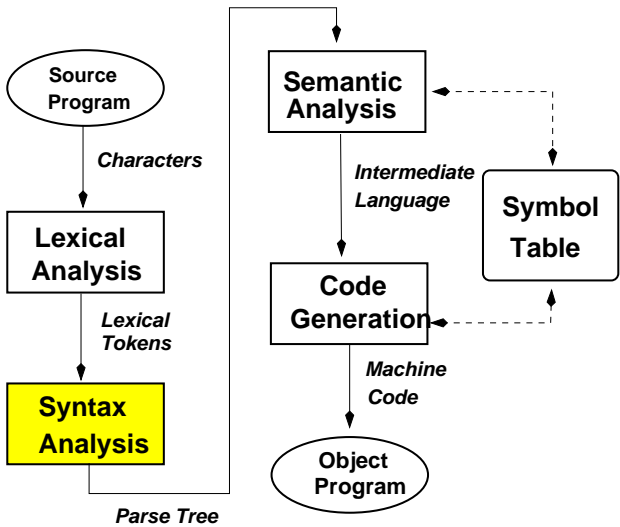 Source
Program
Characters
Lexical
Analysis
Lexical
Tokens
Syntax
Analysis
Parse Tree
Semantic
Analysis
Intermediate
Language
Symbol
Table
Code
Generation
Machine
Code
Object
Program